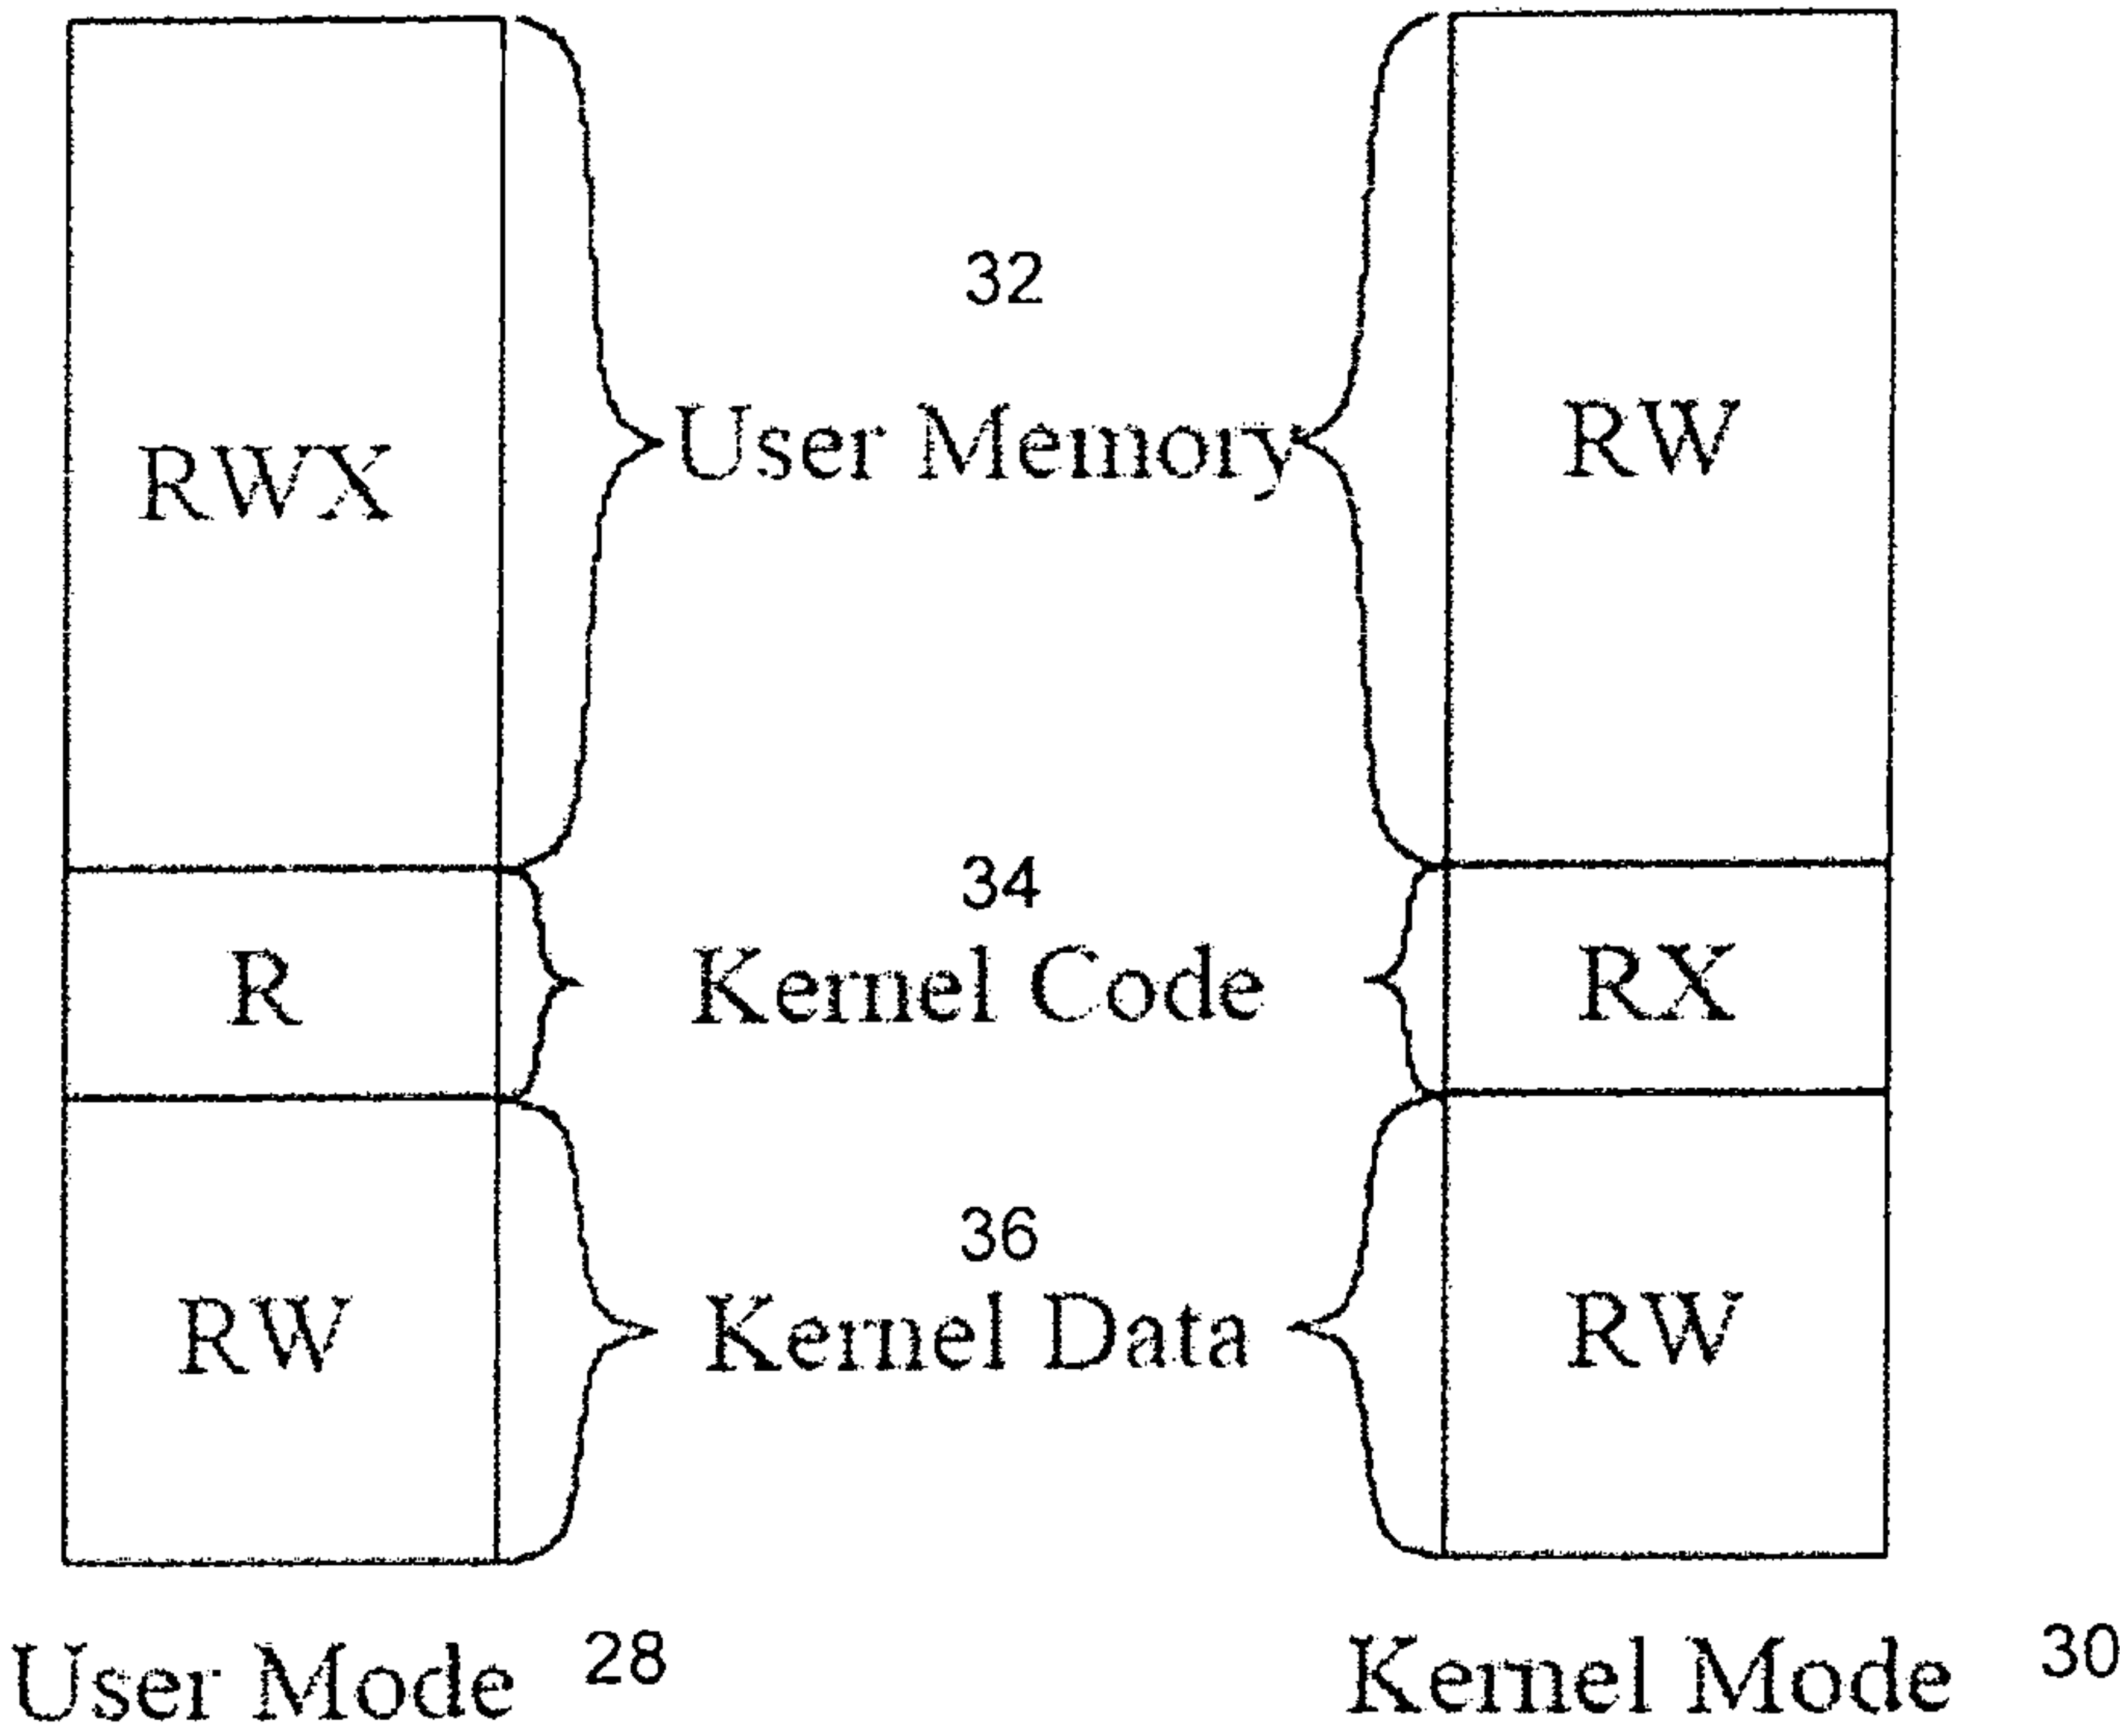 32
RWX User Memory RW
34
R Kernel Code RX
36
RW Kernel Data RW
User Mode 28 Kernel Mode 30